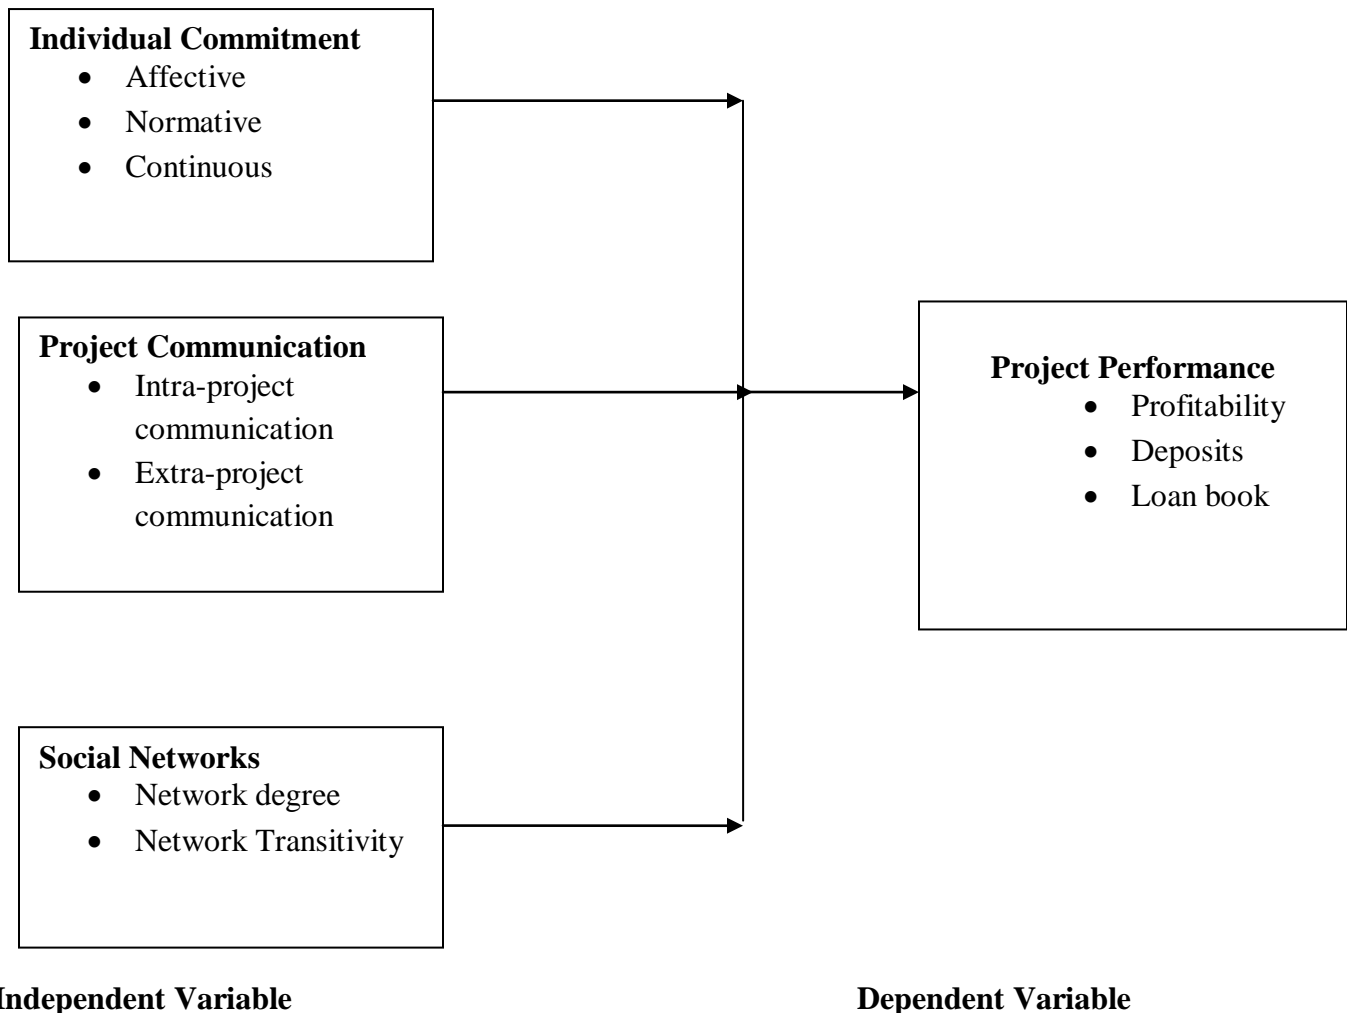 Individual Commitment
• Affective
• Normative
• Continuous
Project Communication
• Intra-project
communication
• Extra-project
communication
Project Performance
• Profitability
• Deposits
• Loan book
Social Networks
• Network degree
• Network Transitivity
Independent Variable
Dependent Variable